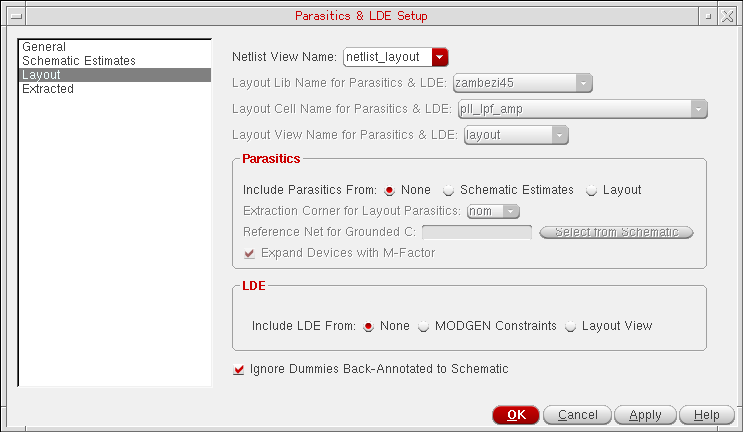 Parasitics & LDE Setup
General
Schematic Estimates
Layout
Extracted
Netlist View Name: netlist_layout
Layout Lib Name for Parasitics & LDE: zambezi45
Layout Cell Name for Parasitics & LDE: pll_lpf_amp
Layout View Name for Parasitics & LDE: layout
Parasitics
Include Parasitics From: None Schematic Estimates Layout
Extraction Corner for Layout Parasitics: nom
Reference Net for Grounded C: Select from Schematic
Expand Devices with M-Factor
LDE
Include LDE From: None MODGEN Constraints Layout View
Ignore Dummies Back-Annotated to Schematic
OK Cancel Apply Help